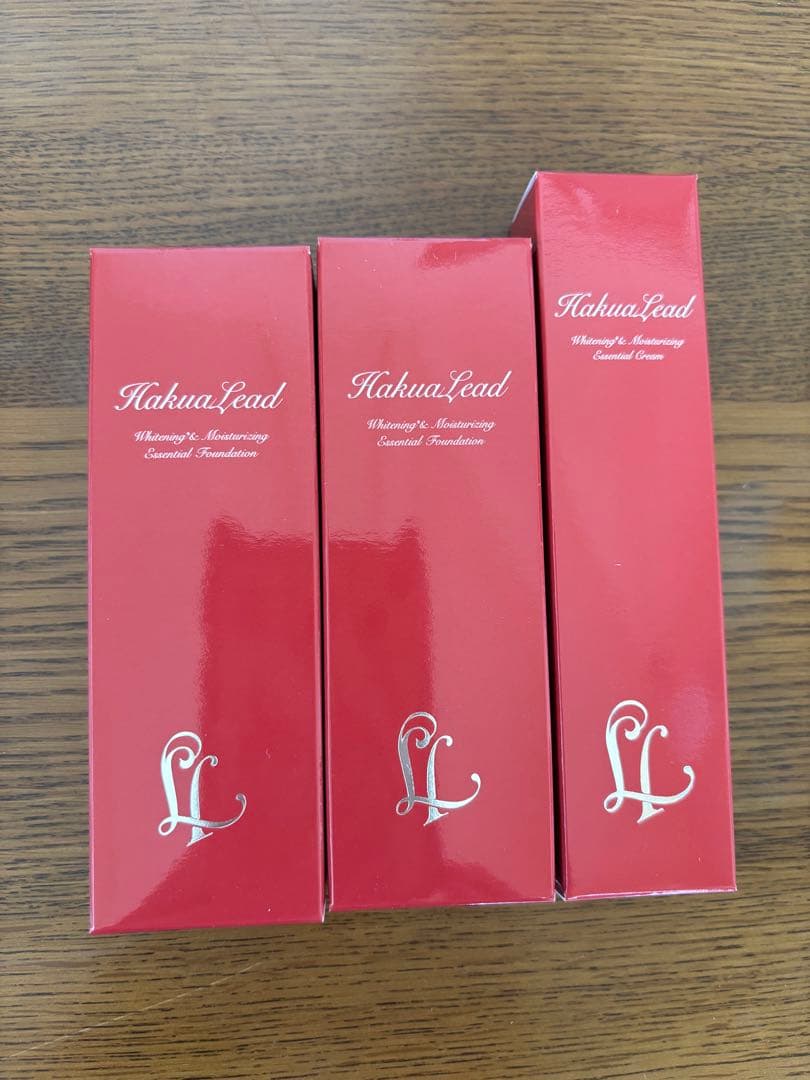 HakuaLead
Whitening*& Moisturizing
Essential Foundation
HakuaLead
Whitening*& Moisturizing
Essential Foundation
HakuaLead
Whitening*& Moisturizing
Essential Cream